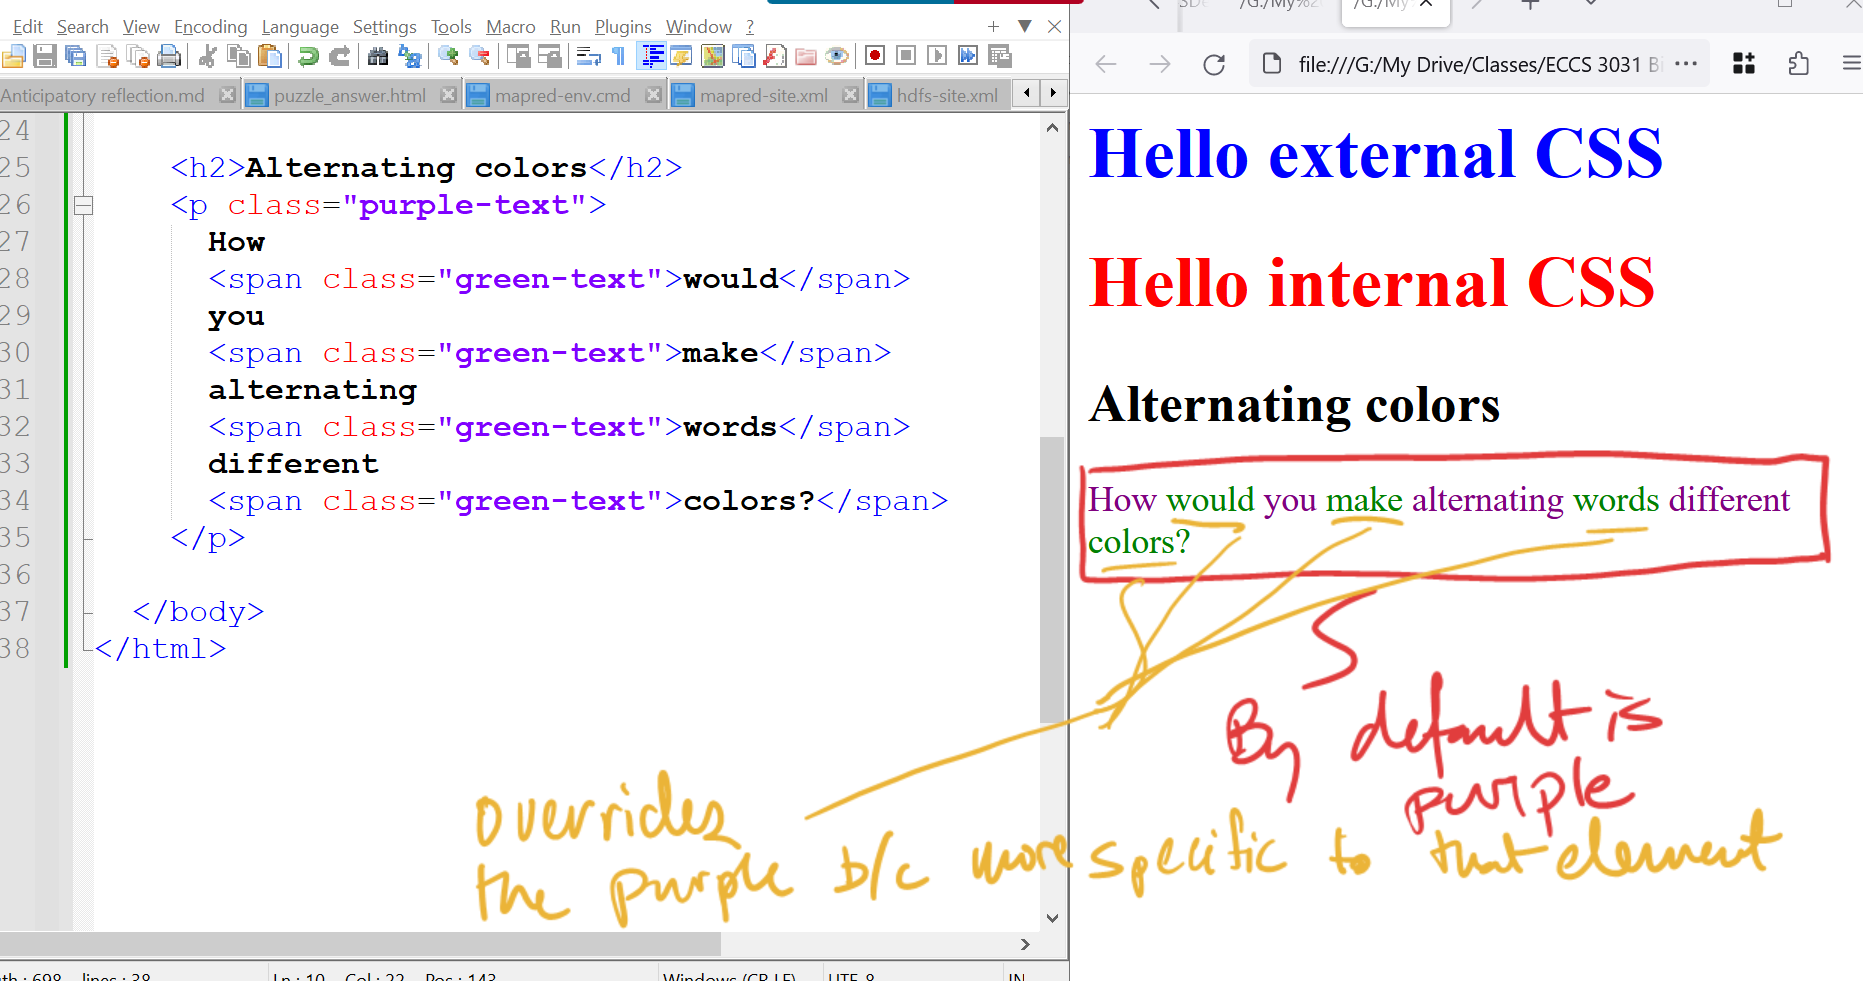 Edit Search View Encoding Language Settings Tools Macro Run Plugins Window ? + ▼ ×
Anticipatory reflection.md puzzle_answer.html mapred-env.cmd mapred-site.xml hdfs-site.xml
24
25 <h2>Alternating colors</h2>
26 <p class="purple-text">
27 How
28 <span class="green-text">would</span>
29 you
30 <span class="green-text">make</span>
31 alternating
32 <span class="green-text">words</span>
33 different
34 <span class="green-text">colors?</span>
35 </p>
36
37 </body>
38 </html>
lines : 38 Ln : 10 Col : 22 Pos : 143 Windows (CR LF) UTF-8 IN
file:///G:/My Drive/Classes/ECCS 3031 Bi
Hello external CSS
Hello internal CSS
Alternating colors
How would you make alternating words different
colors?
By default is
purple
overrides
the purple b/c more specific to that element